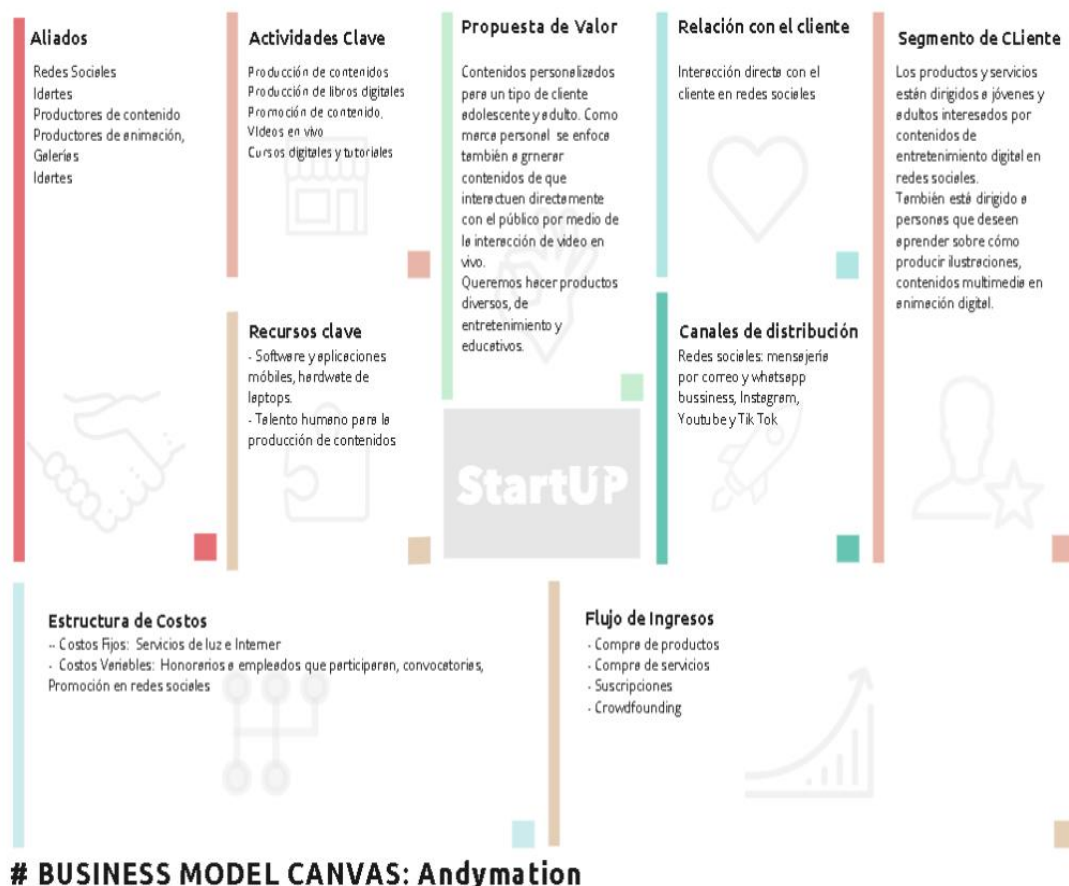 Aliados
Redes Sociales
Idartes
Productores de contenido
Productores de animación,
Galerías
Idartes
Actividades Clave
Producción de contenidos
Producción de libros digitales
Promoción de contenido,
VIdeos en vivo
Cursos digitales y tutoriales
Recursos clave
- Software y aplicaciones
móbiles, hardwate de
laptops.
- Talento humano para la
producción de contenidos
Propuesta de Valor
Contenidos personalizados
para un tipo de cliente
adolescente y adulto. Como
marca personal se enfoca
también a grnerar
contenidos de que
interactuen directamente
con el público por medio de
la interacción de video en
vivo.
Queremos hacer productos
diversos, de
entretenimiento y
educativos.
StartUP
Relación con el cliente
Interacción directa con el
cliente en redes sociales
Canales de distribución
Redes sociales: mensajería
por correo y whatsapp
bussiness, Instagram,
Youtube y Tik Tok
Segmento de CLiente
Los productos y servicios
están dirigidos a jóvenes y
adultos interesados por
contenidos de
entretenimiento digital en
redes sociales.
También está dirigido a
personas que deseen
aprender sobre cómo
producir ilustraciones,
contenidos multimedia en
animación digital.
Estructura de Costos
-- Costos Fijos: Servicios de luz e Interner
- Costos Variables: Honorarios a empleados que participaran, convocatorias,
Promoción en redes sociales
Flujo de Ingresos
- Compra de productos
- Compra de servicios
- Suscripciones
- Crowdfounding
# BUSINESS MODEL CANVAS: Andymation